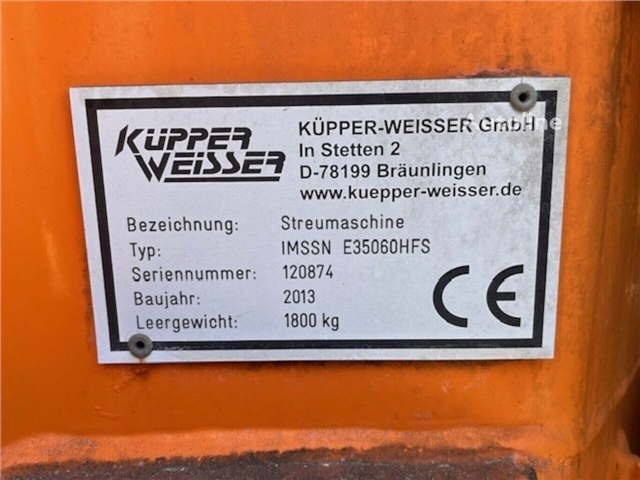 KÜPPER
WEISSER
KÜPPER-WEISSER GmbH
In Stetten 2
D-78199 Bräunlingen
www.kuepper-weisser.de
Bezeichnung: Streumaschine
Typ: IMSSN E35060HFS
Seriennummer: 120874
Baujahr: 2013
Leergewicht: 1800 kg
CE
Autoline